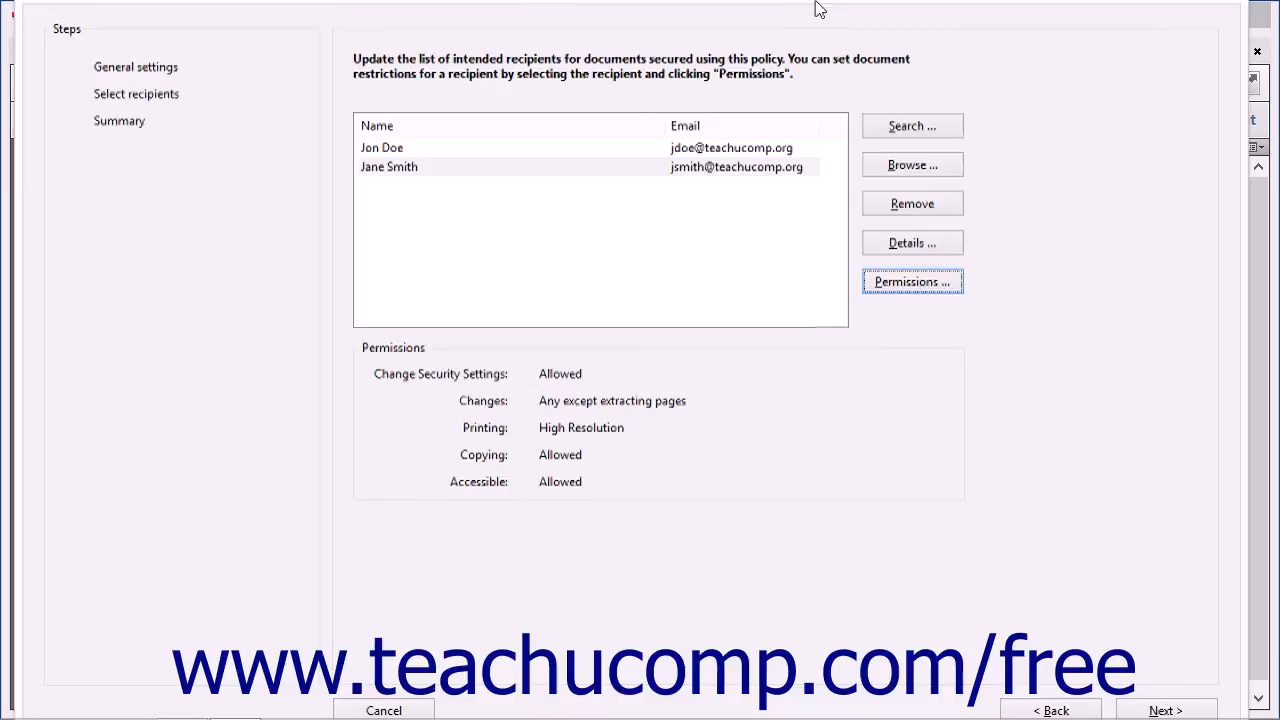 Steps
General settings
Select recipients
Summary
Update the list of intended recipients for documents secured using this policy. You can set document
restrictions for a recipient by selecting the recipient and clicking "Permissions".
Name Email
Jon Doe jdoe@teachucomp.org
Jane Smith jsmith@teachucomp.org
Search ...
Browse ...
Remove
Details ...
Permissions ...
Permissions
Change Security Settings: Allowed
Changes: Any except extracting pages
Printing: High Resolution
Copying: Allowed
Accessible: Allowed
www.teachucomp.com/free
Cancel < Back Next >